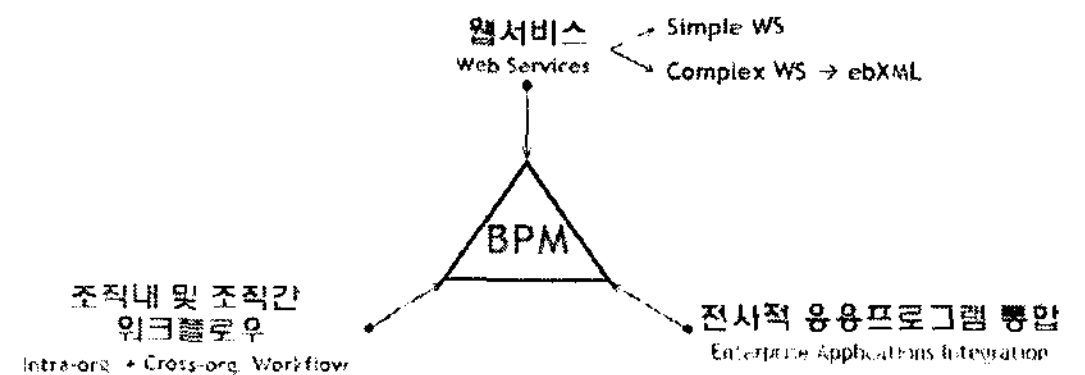 웹서비스
Web Services
Simple WS
Complex WS → ebXML
BPM
조직내 및 조직간
워크플로우
Intra-org. + Cross-org. Workflow
전사적 응용프로그램 통합
Enterprise Applications Integration